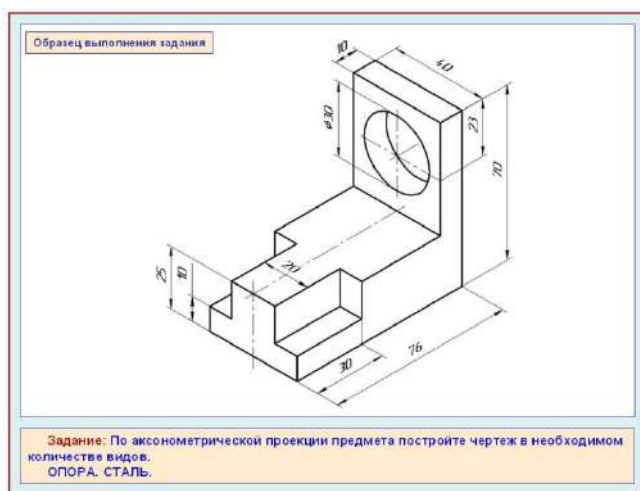 Образец выполнения задания
10
40
ø30
23
70
20
25
10
30
76
Задание: По аксонометрической проекции предмета постройте чертеж в необходимом
количестве видов.
ОПОРА. СТАЛЬ.